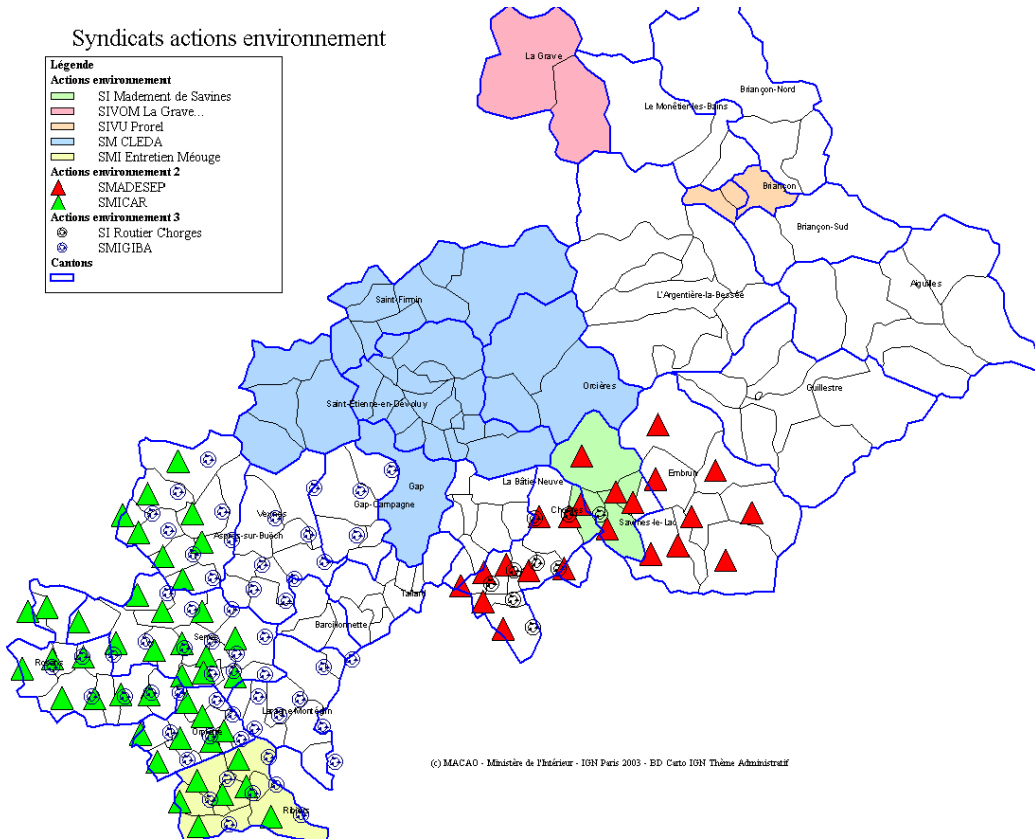 Syndicats actions environnement
Légende
Actions environnement
SI Madement de Savines
SIVOM La Grave...
SIVU Prorel
SM CLEDA
SMI Entretien Méouge
Actions environnement 2
SMADESEP
SMICAR
Actions environnement 3
SI Routier Chorges
SMIGIBA
Cantons
La Grave
Briançon-Nord
Le Monêtier-les-Bains
Briançon
Briançon-Sud
Aiguilles
L'Argentière-la-Bessée
Saint-Firmin
Guillestre
Orcières
Saint-Étienne-en-Dévoluy
Embrun
La Bâtie-Neuve
Gap
Gap-Campagne
Chorges
Veynes
Savines-le-Lac
Aspres-sur-Buëch
Tallard
Barcillonnette
Serres
Rosans
Laragne-Montéglin
Orpierre
(c) MACAO - Ministère de l'Intérieur - IGN Paris 2003 - BD Carto IGN Thème Administratif
Ribiers